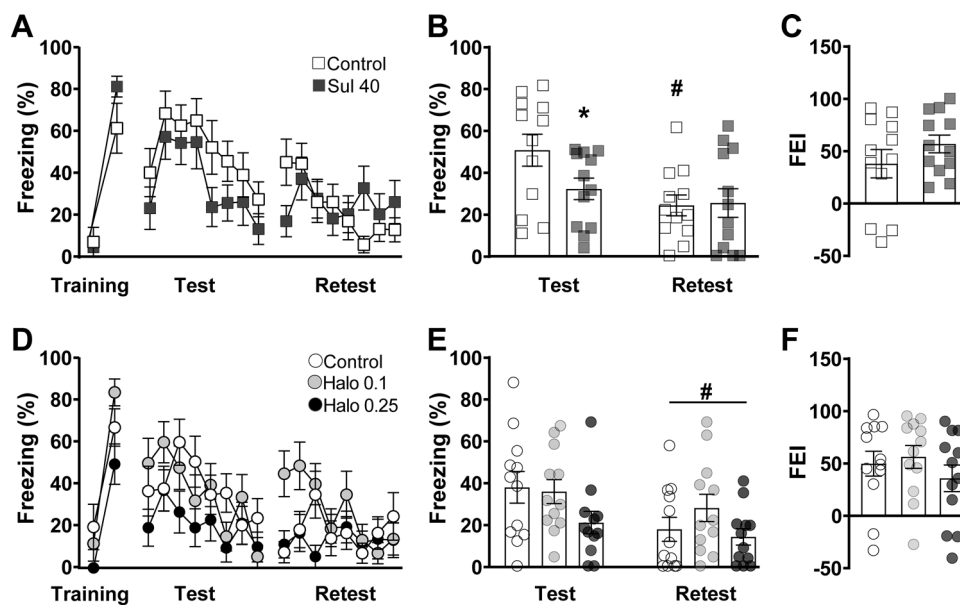 A
Freezing (%)
100
80
60
40
20
0
Control
Sul 40
Training Test Retest
B
Freezing (%)
100
80
60
40
20
0
*
#
Test Retest
C
FEI
150
100
50
0
-50
D
Freezing (%)
100
80
60
40
20
0
Control
Halo 0.1
Halo 0.25
Training Test Retest
E
Freezing (%)
100
80
60
40
20
0
#
Test Retest
F
FEI
150
100
50
0
-50